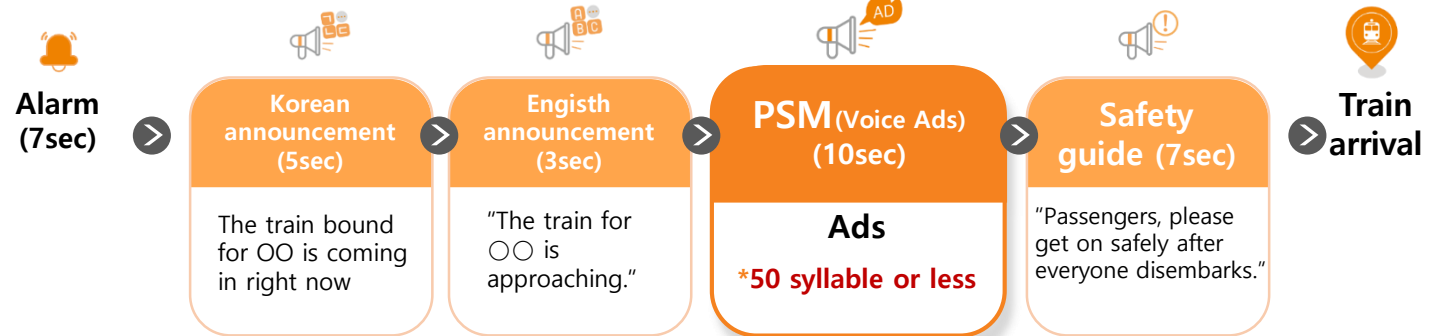 ㄱ
ㄴㄷ
A
B C
AD
!
Alarm
(7sec)
Korean
announcement
(5sec)
The train bound
for OO is coming
in right now
Engisth
announcement
(3sec)
"The train for
○○ is
approaching."
PSM(Voice Ads)
(10sec)
Ads
*50 syllable or less
Safety
guide (7sec)
"Passengers, please
get on safely after
everyone disembarks."
Train
arrival